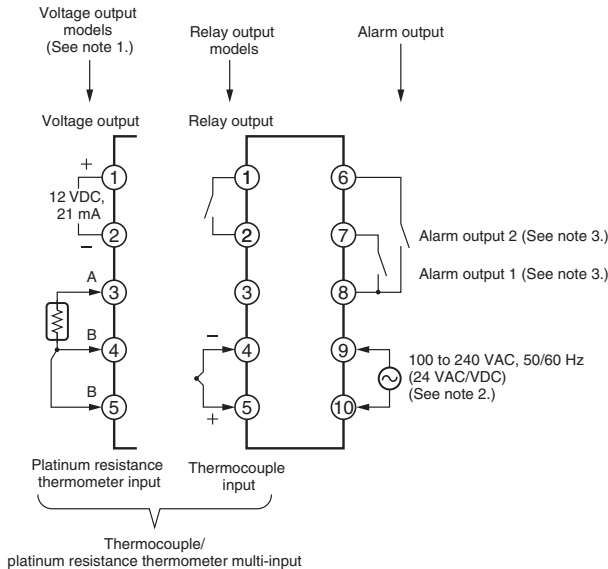 Voltage output
models
(See note 1.)
Relay output
models
Alarm output
Voltage output
Relay output
+
12 VDC,
21 mA
−
1
2
A
3
B
4
B
5
1
2
3
−
4
+
5
6
7
8
9
10
Alarm output 2 (See note 3.)
Alarm output 1 (See note 3.)
100 to 240 VAC, 50/60 Hz
(24 VAC/VDC)
(See note 2.)
Platinum resistance
thermometer input
Thermocouple
input
Thermocouple/
platinum resistance thermometer multi-input